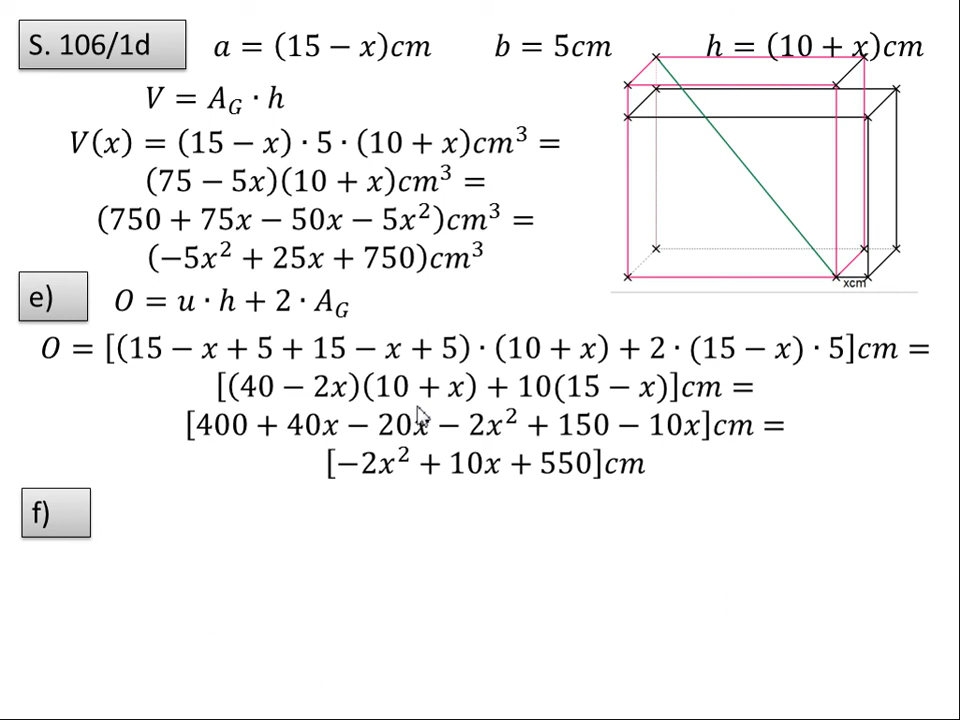 S. 106/1d a = (15 − x)cm b = 5cm h = (10 + x)cm
V = A_G · h
V(x) = (15 − x) · 5 · (10 + x)cm³ =
(75 − 5x)(10 + x)cm³ =
(750 + 75x − 50x − 5x²)cm³ =
(−5x² + 25x + 750)cm³
xcm
e) O = u · h + 2 · A_G
O = [(15 − x + 5 + 15 − x + 5) · (10 + x) + 2 · (15 − x) · 5]cm =
[(40 − 2x)(10 + x) + 10(15 − x)]cm =
[400 + 40x − 20x − 2x² + 150 − 10x]cm =
[−2x² + 10x + 550]cm
f)